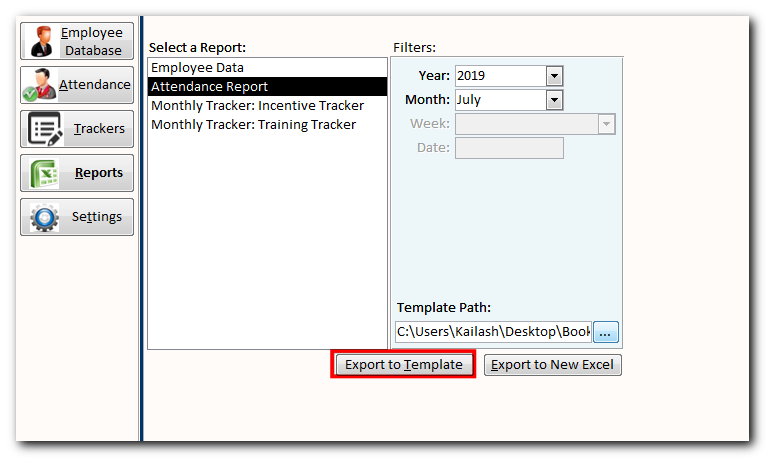 Employee
Database
Attendance
Trackers
Reports
Settings
Select a Report:
Employee Data
Attendance Report
Monthly Tracker: Incentive Tracker
Monthly Tracker: Training Tracker
Filters:
Year: 2019
Month: July
Week:
Date:
Template Path:
C:\Users\Kailash\Desktop\Book ...
Export to Template
Export to New Excel